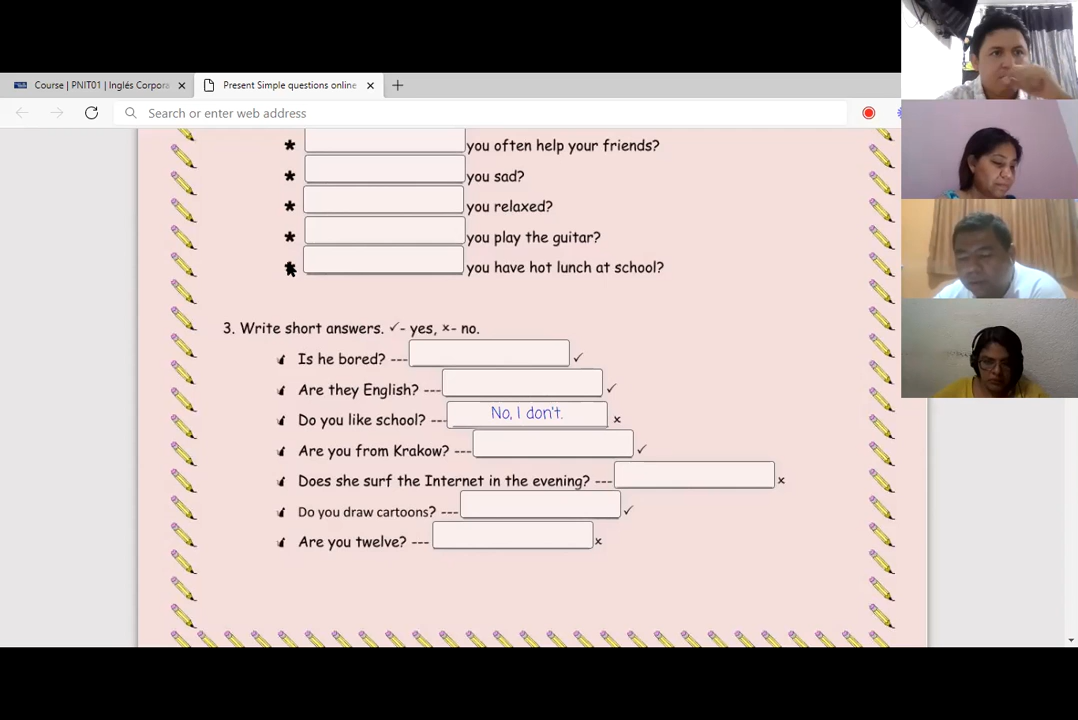 Course | PNIT01 | Inglés Corpora
Present Simple questions online
Search or enter web address
* you often help your friends?
* you sad?
* you relaxed?
* you play the guitar?
* you have hot lunch at school?
3. Write short answers. ✓- yes, ×- no.
Is he bored? --- ✓
Are they English? --- ✓
Do you like school? --- No, I don't. ×
Are you from Krakow? --- ✓
Does she surf the Internet in the evening? --- ×
Do you draw cartoons? --- ✓
Are you twelve? --- ×